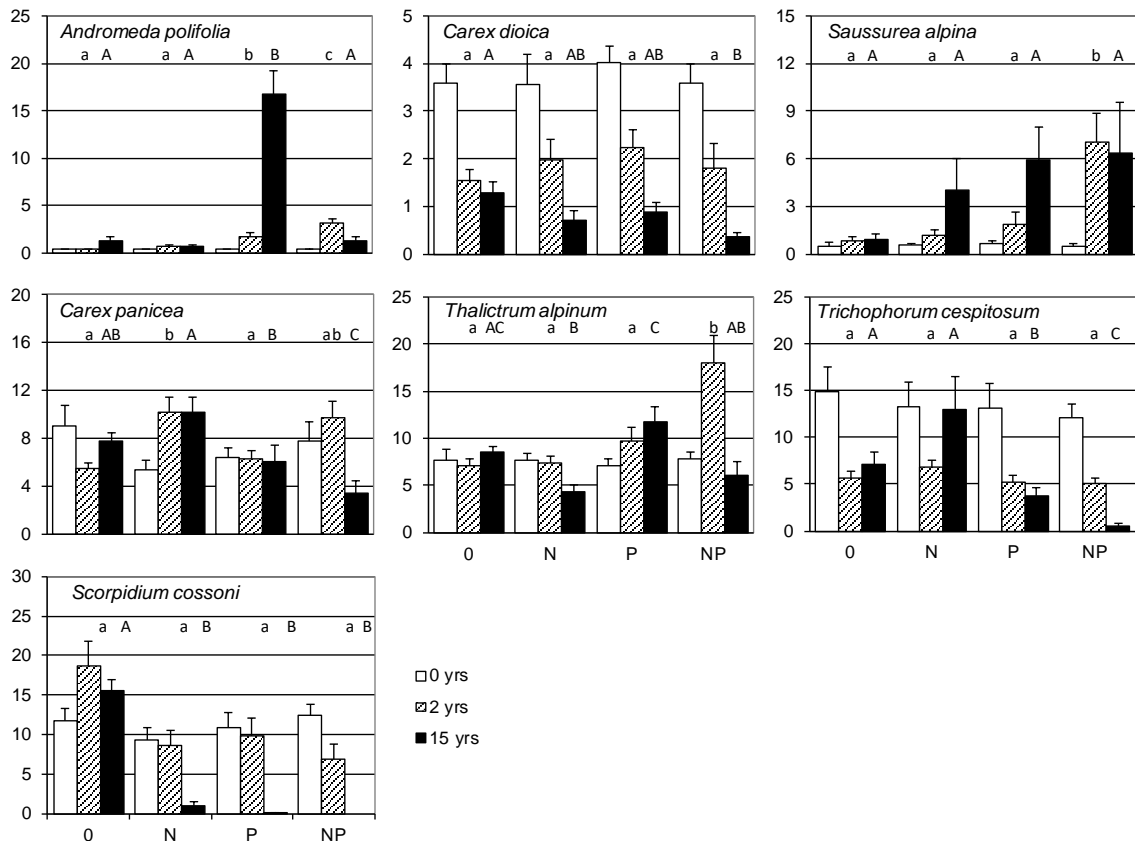 Andromeda polifolia
25
20
15
10
5
0
a A a A b B c A
Carex dioica
5
4
3
2
1
0
a A a AB a AB a B
Saussurea alpina
15
12
9
6
3
0
a A a A a A b A
Carex panicea
20
16
12
8
4
0
a AB b A a B ab C
Thalictrum alpinum
25
20
15
10
5
0
a AC a B a C b AB
0 N P NP
Trichophorum cespitosum
25
20
15
10
5
0
a A a A a B a C
0 N P NP
Scorpidium cossoni
30
25
20
15
10
5
0
a A a B a B a B
0 N P NP
0 yrs
2 yrs
15 yrs